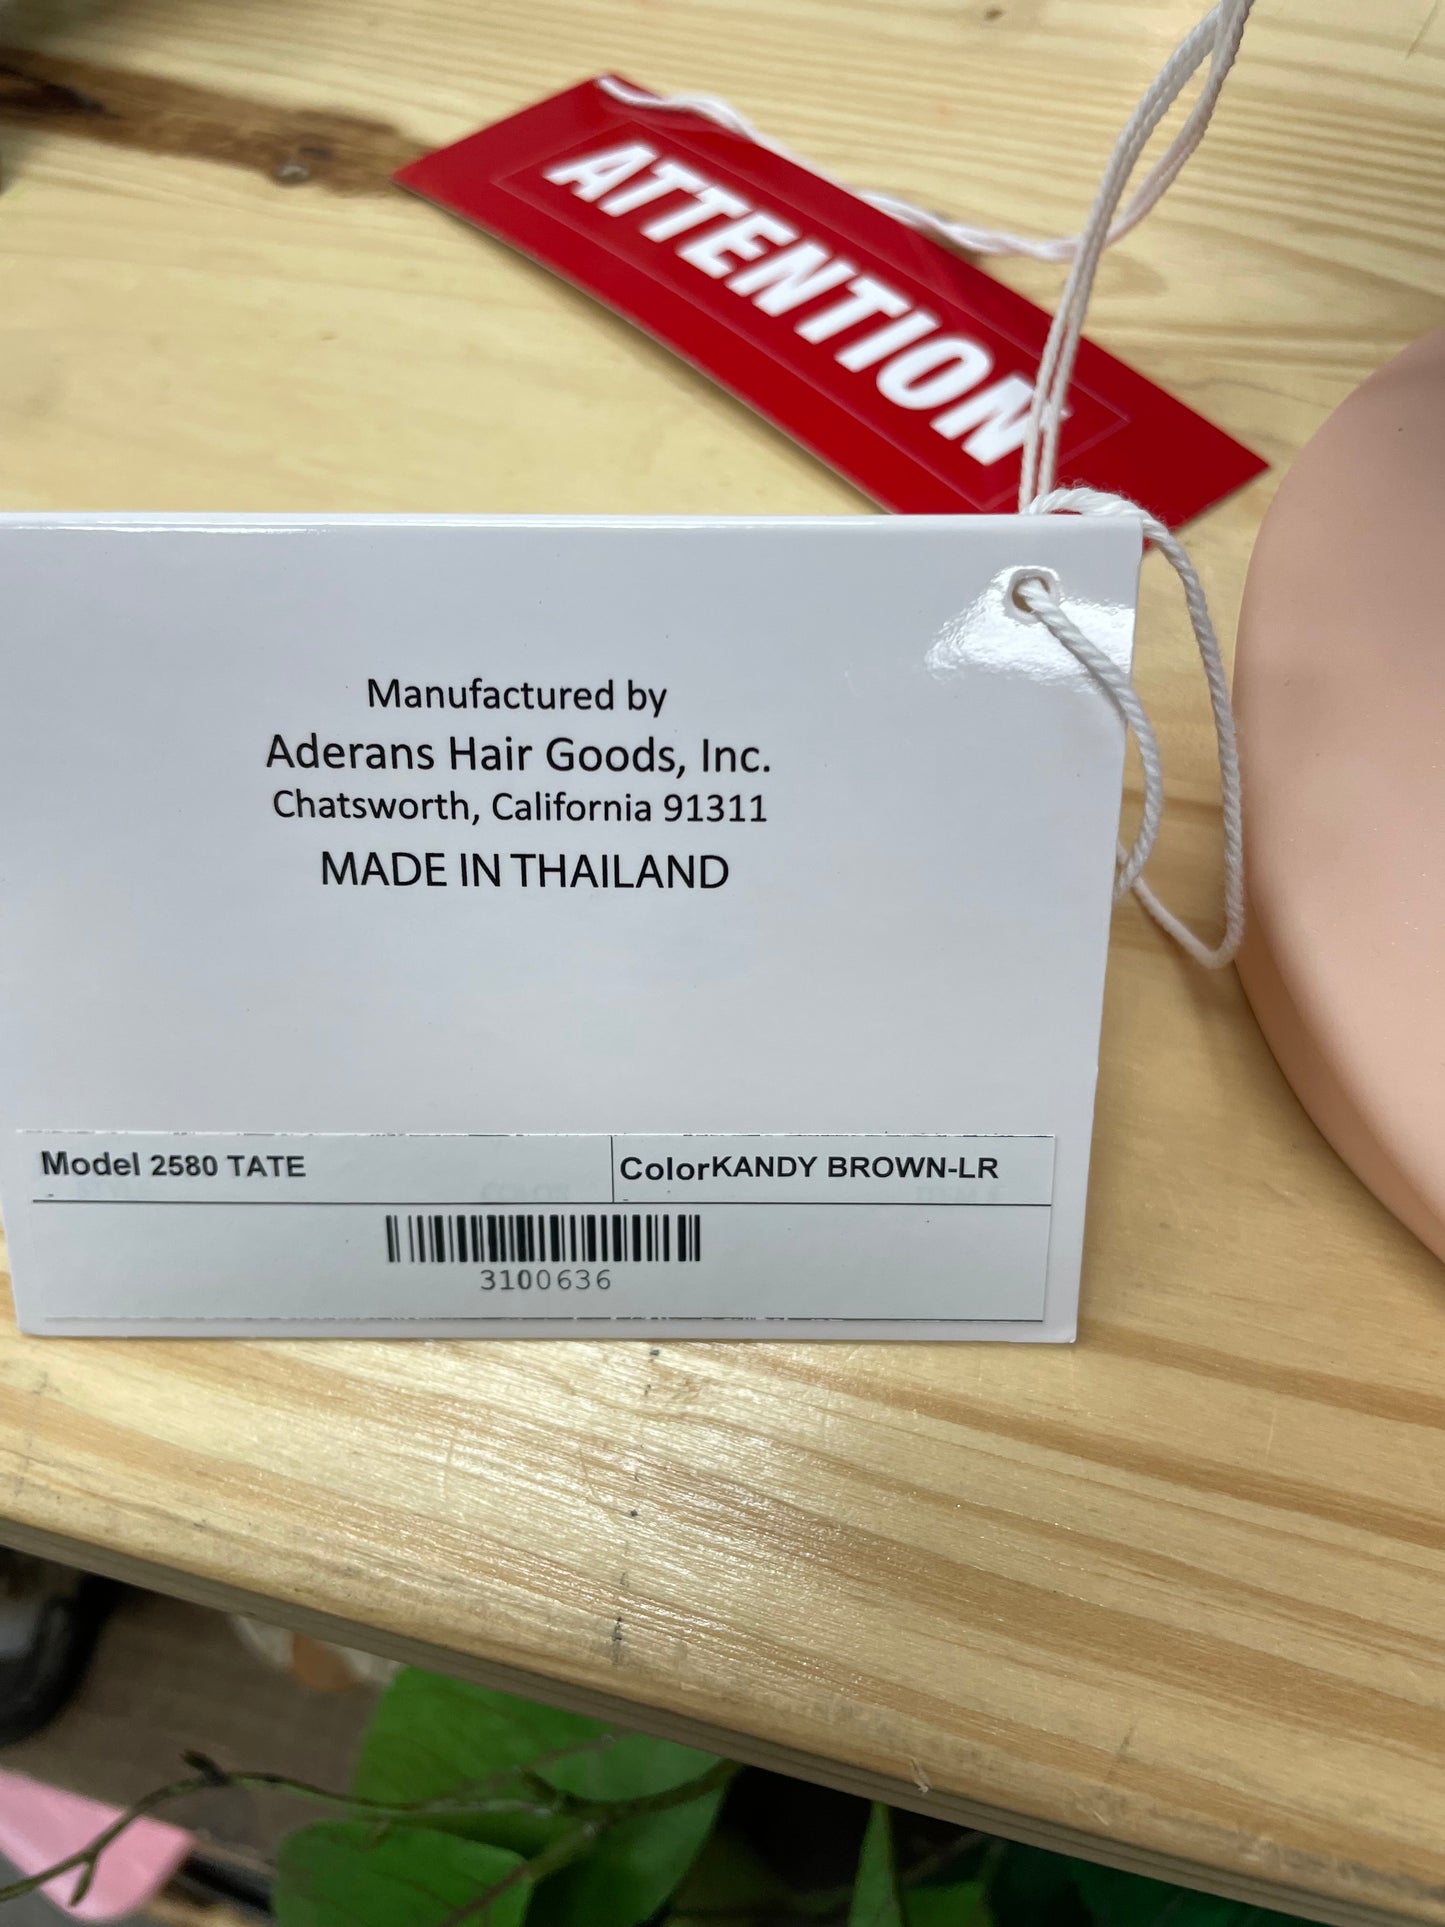 ATTENTION
Manufactured by
Aderans Hair Goods, Inc.
Chatsworth, California 91311
MADE IN THAILAND
Model 2580 TATE
ColorKANDY BROWN-LR
3100636